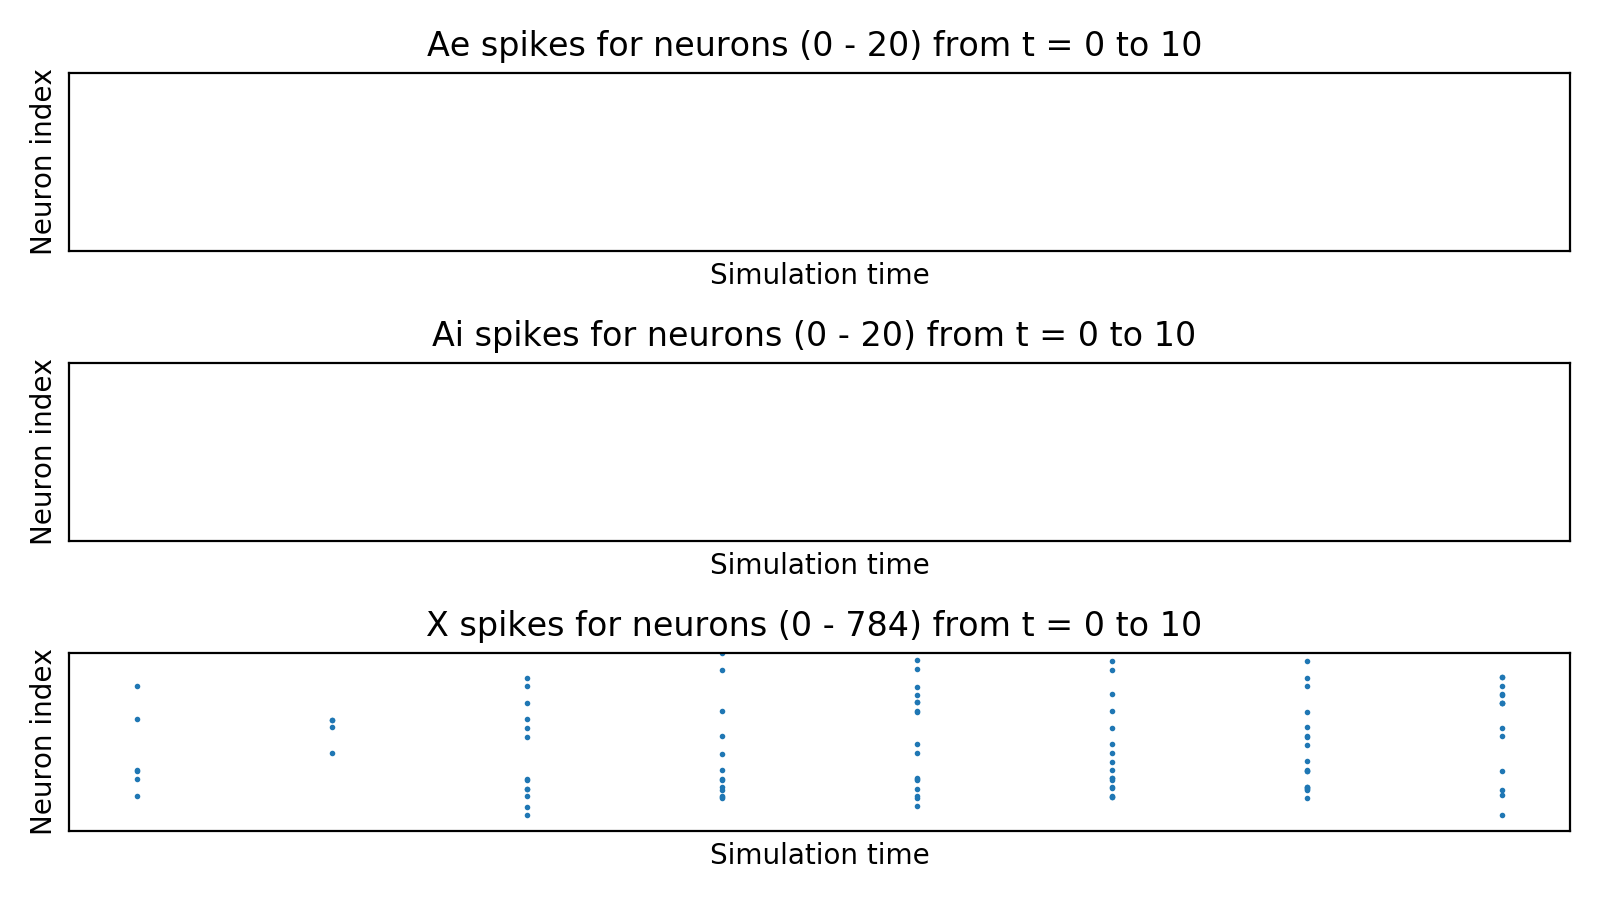 Ae spikes for neurons (0 - 20) from t = 0 to 10
Neuron index
Simulation time
Ai spikes for neurons (0 - 20) from t = 0 to 10
Neuron index
Simulation time
X spikes for neurons (0 - 784) from t = 0 to 10
Neuron index
Simulation time